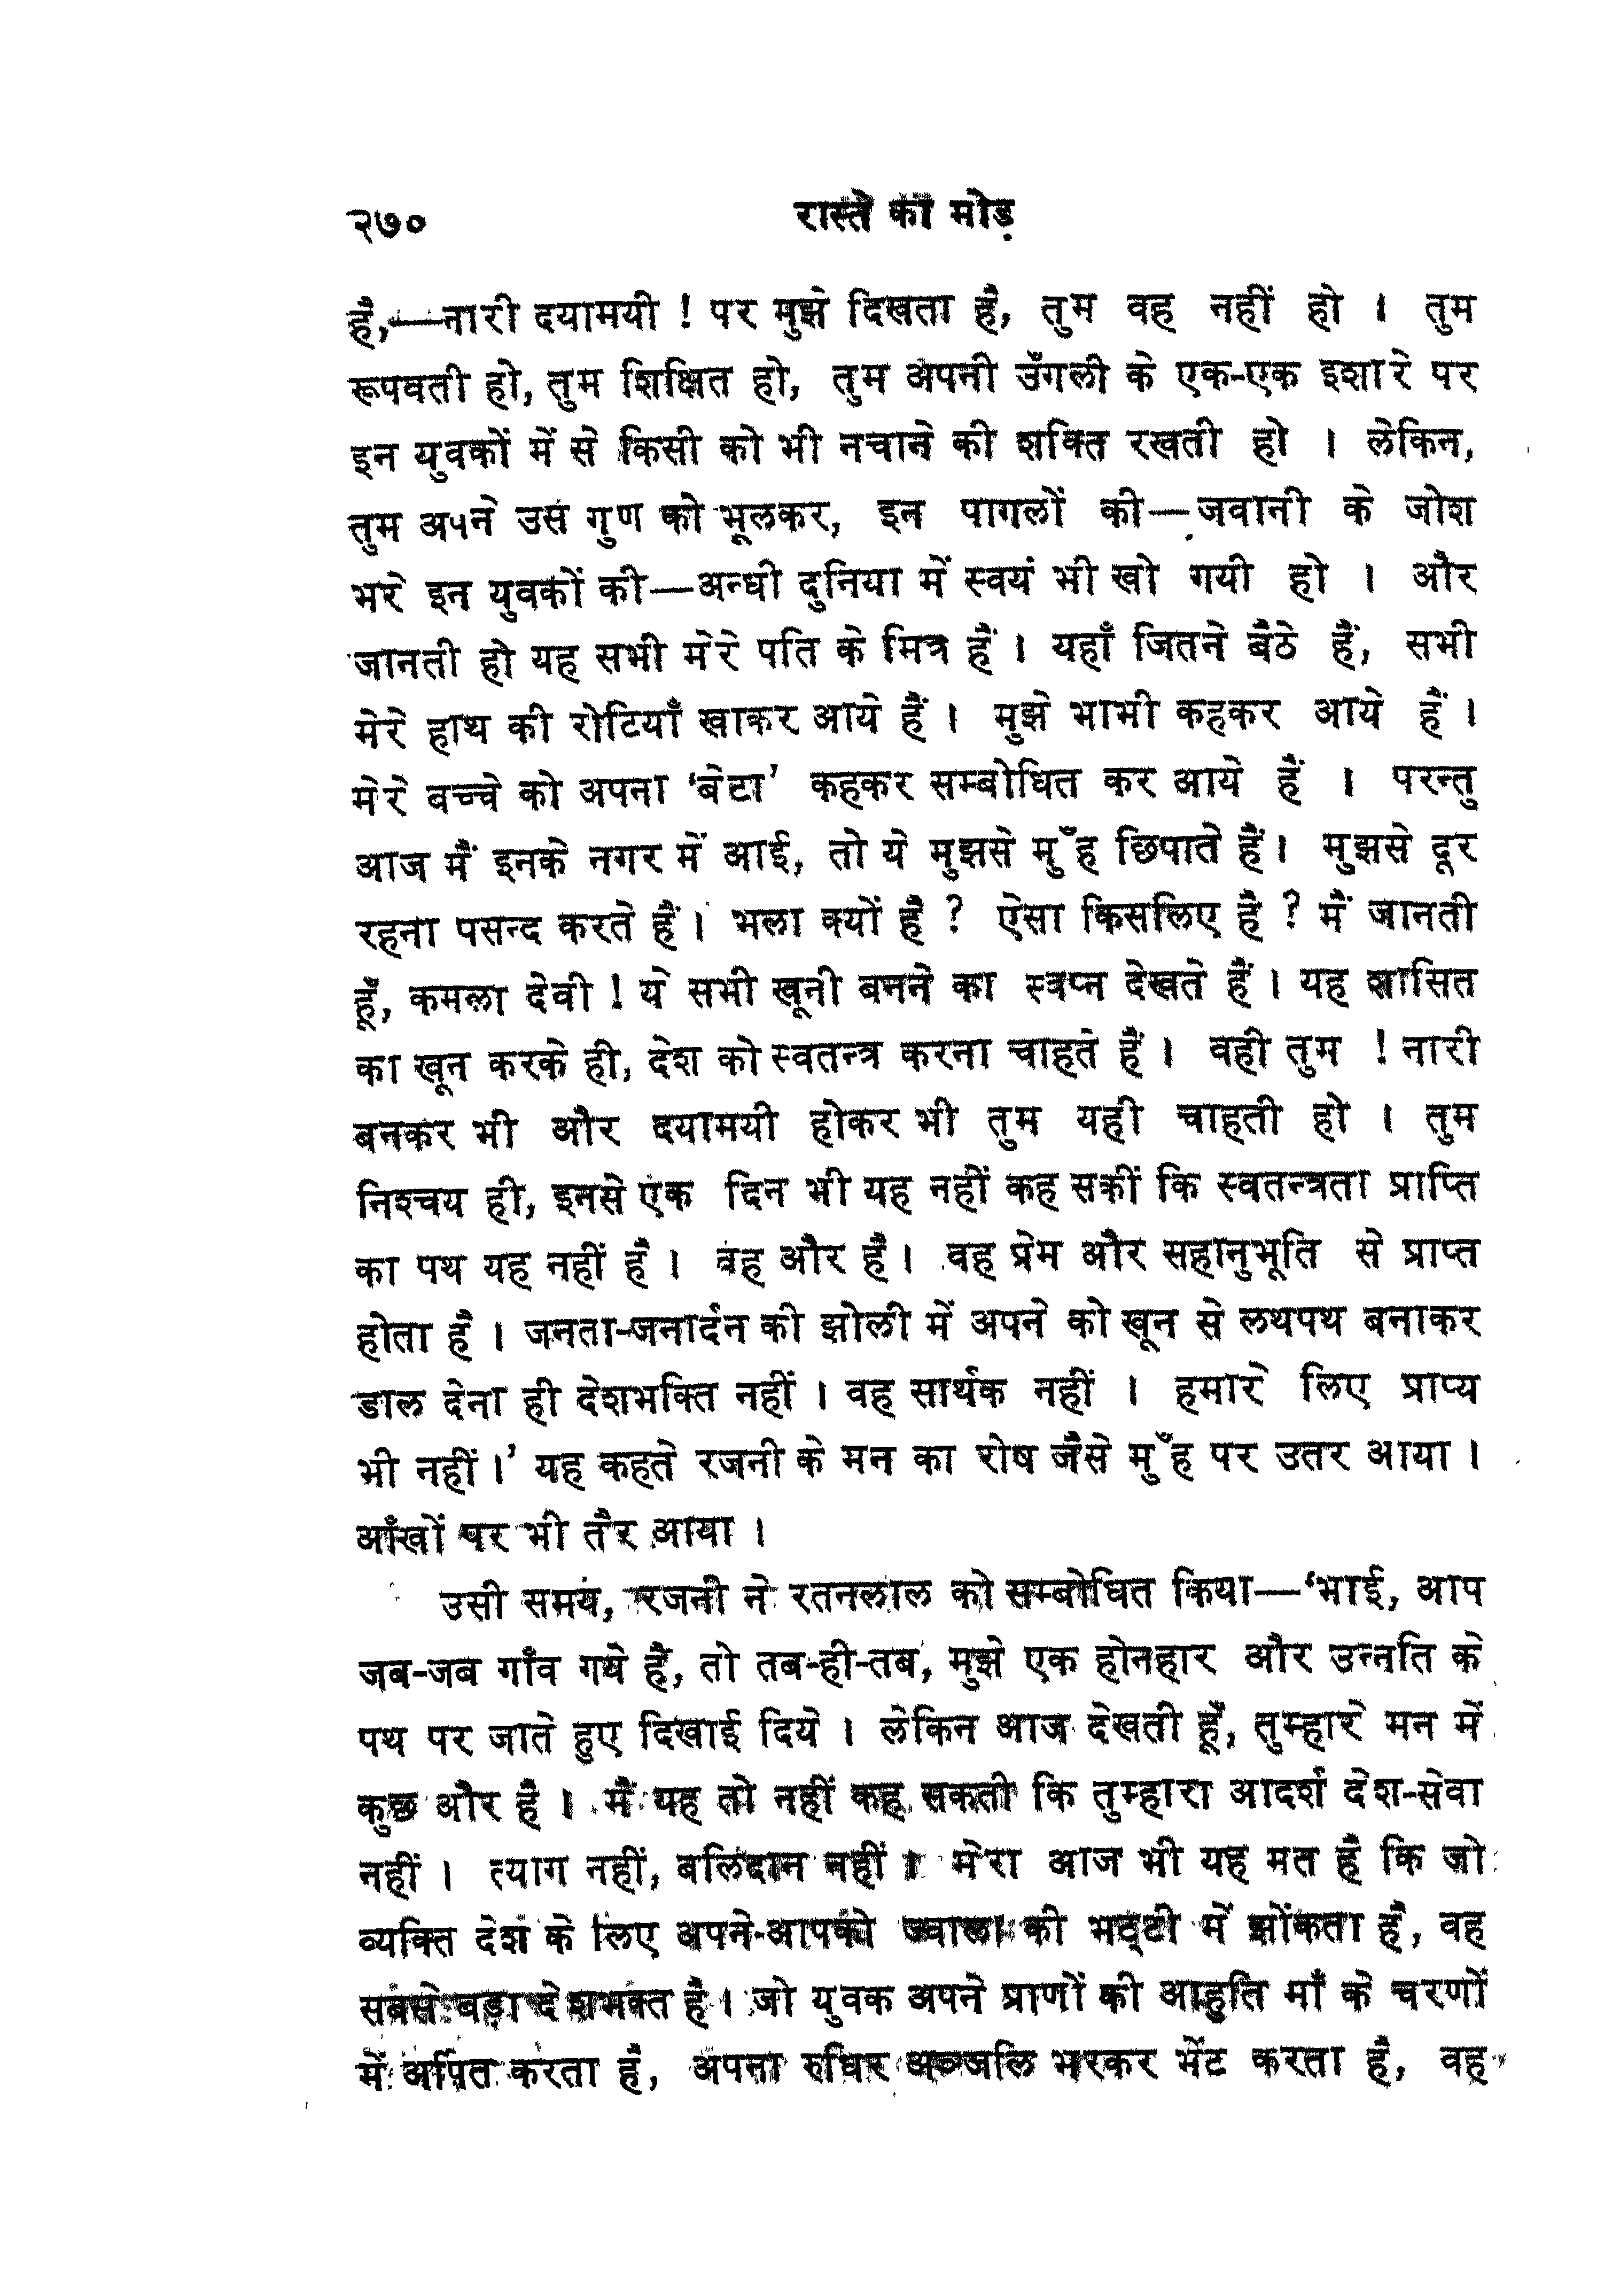 २७० रास्ते का मोड़
है,—नारी दयामयी ! पर मुझे दिखता है, तुम वह नहीं हो । तुम
रूपवती हो, तुम शिक्षित हो, तुम अपनी उँगली के एक-एक इशारे पर
इन युवकों में से किसी को भी नचाने की शक्ति रखती हो । लेकिन,
तुम अपने उस गुण को भूलकर, इन पागलों की—जवानी के जोश
भरे इन युवकों की—अन्धी दुनिया में स्वयं भी खो गयी हो । और
जानती हो यह सभी मेरे पति के मित्र हैं । यहाँ जितने बैठे हैं, सभी
मेरे हाथ की रोटियाँ खाकर आये हैं । मुझे भाभी कहकर आये हैं ।
मेरे बच्चे को अपना ‘बेटा’ कहकर सम्बोधित कर आये हैं । परन्तु
आज मैं इनके नगर में आई, तो ये मुझसे मुँह छिपाते हैं। मुझसे दूर
रहना पसन्द करते हैं । भला क्यों है ? ऐसा किसलिए है ? मैं जानती
हूँ, कमला देवी ! ये सभी खूनी बनने का स्वप्न देखते हैं । यह शासित
का खून करके ही, देश को स्वतन्त्र करना चाहते हैं । वही तुम ! नारी
बनकर भी और दयामयी होकर भी तुम यही चाहती हो । तुम
निश्चय ही, इनसे एक दिन भी यह नहीं कह सकीं कि स्वतन्त्रता प्राप्ति
का पथ यह नहीं है । वह और है । वह प्रेम और सहानुभूति से प्राप्त
होता है । जनता-जनार्दन की झोली में अपने को खून से लथपथ बनाकर
डाल देना ही देशभक्ति नहीं । वह सार्थक नहीं । हमारे लिए प्राप्य
भी नहीं ।’ यह कहते रजनी के मन का रोष जैसे मुँह पर उतर आया ।
आँखों पर भी तैर आया ।
उसी समय, रजनी ने रतनलाल को सम्बोधित किया—‘भाई, आप
जब-जब गाँव गये है, तो तब-ही-तब, मुझे एक होनहार और उन्नति के
पथ पर जाते हुए दिखाई दिये । लेकिन आज देखती हूँ, तुम्हारे मन में
कुछ और है । मैं यह तो नहीं कह सकती कि तुम्हारा आदर्श देश-सेवा
नहीं । त्याग नहीं, बलिदान नहीं । मेरा आज भी यह मत है कि जो
व्यक्ति देश के लिए अपने-आपको ज्वाला की भट्टी में झोंकता है, वह
सबसे बड़ा देशभक्त है । जो युवक अपने प्राणों की आहुति माँ के चरणों
में अर्पित करता है, अपना रुधिर अञ्जलि भरकर भेंट करता है, वह